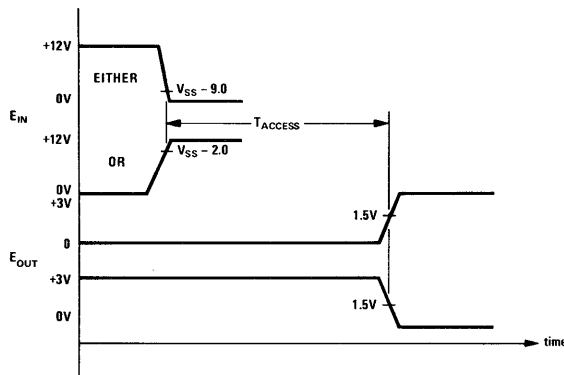 +12V
EITHER
V_SS – 9.0
0V
E_IN
T_ACCESS
+12V
V_SS – 2.0
OR
0V
+3V
1.5V
0
E_OUT
+3V
1.5V
0V
time